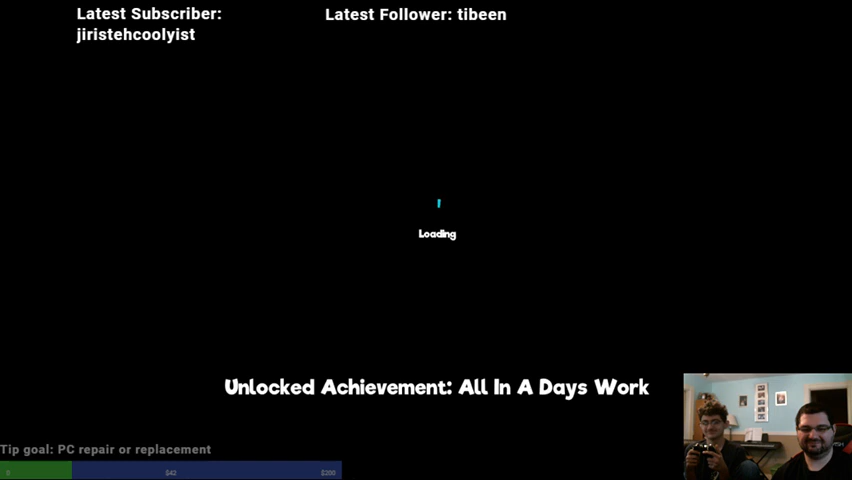 Latest Subscriber:
jiristehcoolyist
Latest Follower: tibeen
Loading
Unlocked Achievement: All In A Days Work
Tip goal: PC repair or replacement
0
$42
$200